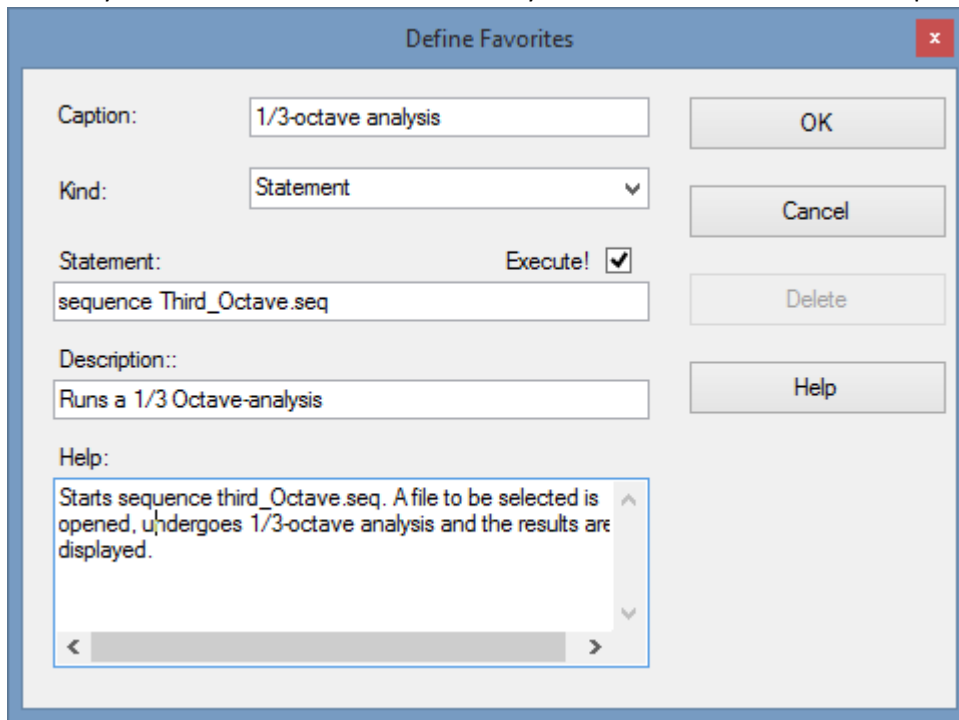 Define Favorites
x
Caption:
1/3-octave analysis
OK
Kind:
Statement
Cancel
Statement:
Execute!
sequence Third_Octave.seq
Delete
Description::
Runs a 1/3 Octave-analysis
Help
Help:
Starts sequence third_Octave.seq. A file to be selected is
opened, undergoes 1/3-octave analysis and the results are
displayed.